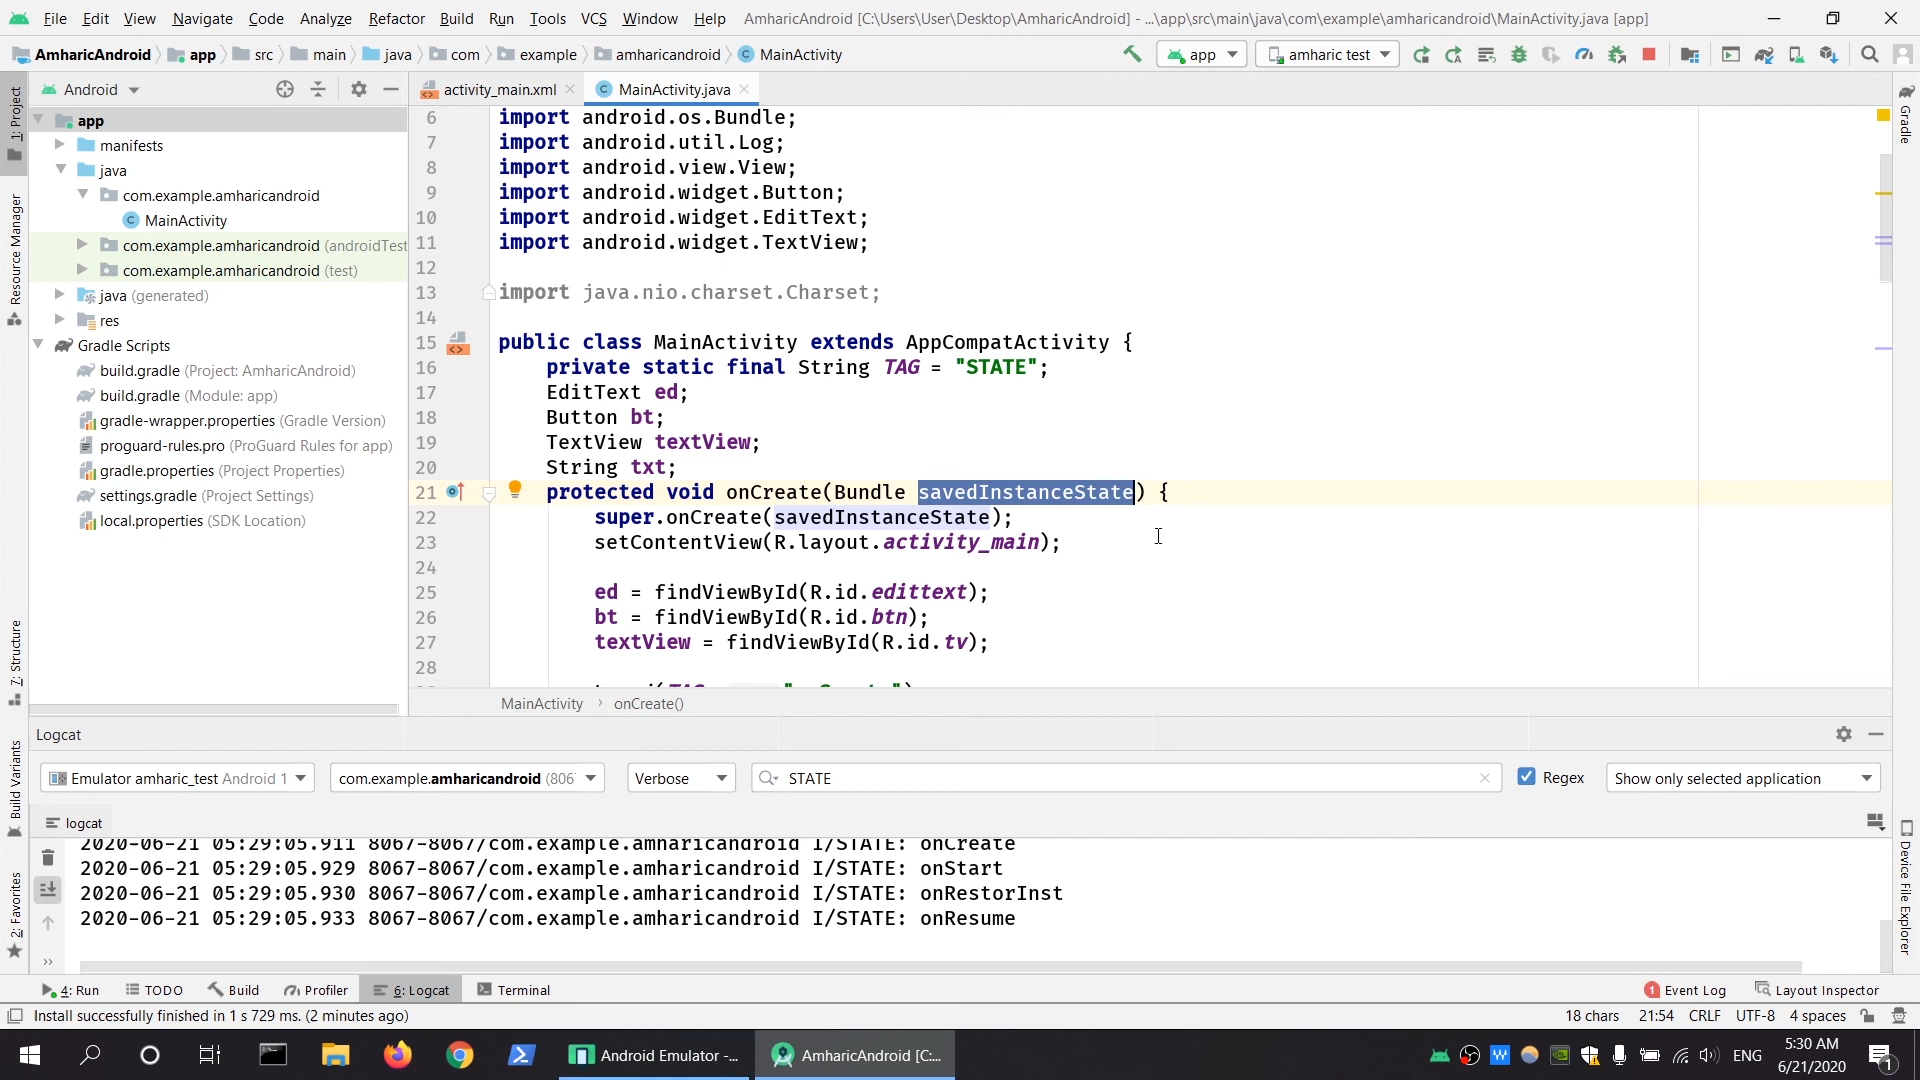 File Edit View Navigate Code Analyze Refactor Build Run Tools VCS Window Help AmharicAndroid [C:\Users\User\Desktop\AmharicAndroid] - ...\app\src\main\java\com\example\amharicandroid\MainActivity.java [app]
AmharicAndroid app src main java com example amharicandroid MainActivity app amharic test
Android activity_main.xml MainActivity.java
1: Project
Resource Manager
7: Structure
Build Variants
2: Favorites
Gradle
Device File Explorer
app
manifests
java
com.example.amharicandroid
MainActivity
com.example.amharicandroid (androidTest
com.example.amharicandroid (test)
java (generated)
res
Gradle Scripts
build.gradle (Project: AmharicAndroid)
build.gradle (Module: app)
gradle-wrapper.properties (Gradle Version)
proguard-rules.pro (ProGuard Rules for app)
gradle.properties (Project Properties)
settings.gradle (Project Settings)
local.properties (SDK Location)
6 import android.os.Bundle;
7 import android.util.Log;
8 import android.view.View;
9 import android.widget.Button;
10 import android.widget.EditText;
11 import android.widget.TextView;
12
13 import java.nio.charset.Charset;
14
15 public class MainActivity extends AppCompatActivity {
16 private static final String TAG = "STATE";
17 EditText ed;
18 Button bt;
19 TextView textView;
20 String txt;
21 protected void onCreate(Bundle savedInstanceState) {
22 super.onCreate(savedInstanceState);
23 setContentView(R.layout.activity_main);
24
25 ed = findViewById(R.id.edittext);
26 bt = findViewById(R.id.btn);
27 textView = findViewById(R.id.tv);
28
MainActivity › onCreate()
Logcat
Emulator amharic_test Android 1 com.example.amharicandroid (806 Verbose STATE Regex Show only selected application
logcat
2020-06-21 05:29:05.911 8067-8067/com.example.amharicandroid I/STATE: onCreate
2020-06-21 05:29:05.929 8067-8067/com.example.amharicandroid I/STATE: onStart
2020-06-21 05:29:05.930 8067-8067/com.example.amharicandroid I/STATE: onRestorInst
2020-06-21 05:29:05.933 8067-8067/com.example.amharicandroid I/STATE: onResume
4: Run TODO Build Profiler 6: Logcat Terminal 1 Event Log Layout Inspector
Install successfully finished in 1 s 729 ms. (2 minutes ago) 18 chars 21:54 CRLF UTF-8 4 spaces
Android Emulator -... AmharicAndroid [C:... ENG 5:30 AM
6/21/2020 1